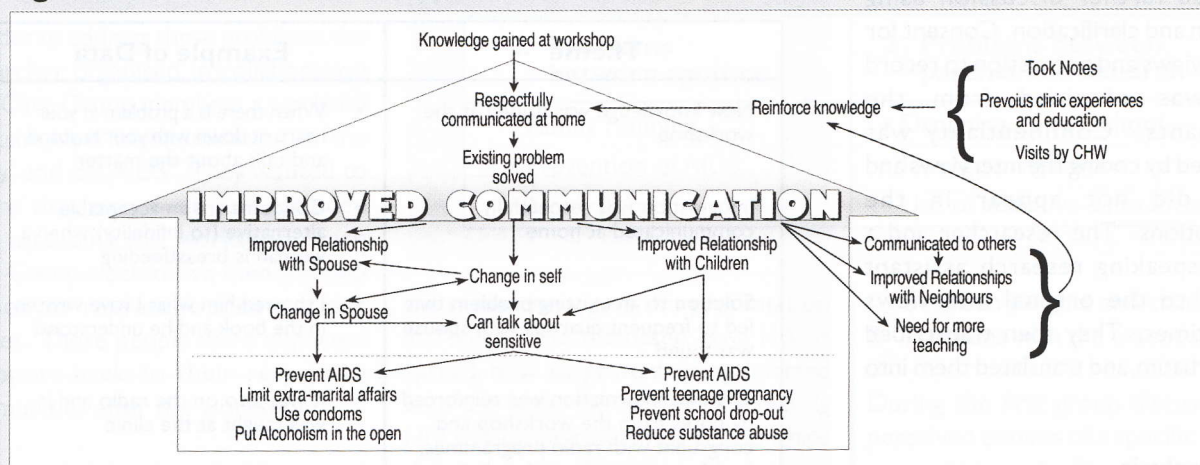 Knowledge gained at workshop
Respectfully
communicated at home
Existing problem
solved
Reinforce knowledge
Took Notes
Prevoius clinic experiences
and education
Visits by CHW
IMPROVED COMMUNICATION
Improved Relationship
with Spouse
Change in Spouse
Change in self
Can talk about
sensitive
Improved Relationship
with Children
Communicated to others
Improved Relationships
with Neighbours
Need for more
teaching
Prevent AIDS
Limit extra-marital affairs
Use condoms
Put Alcoholism in the open
Prevent AIDS
Prevent teenage pregnancy
Prevent school drop-out
Reduce substance abuse